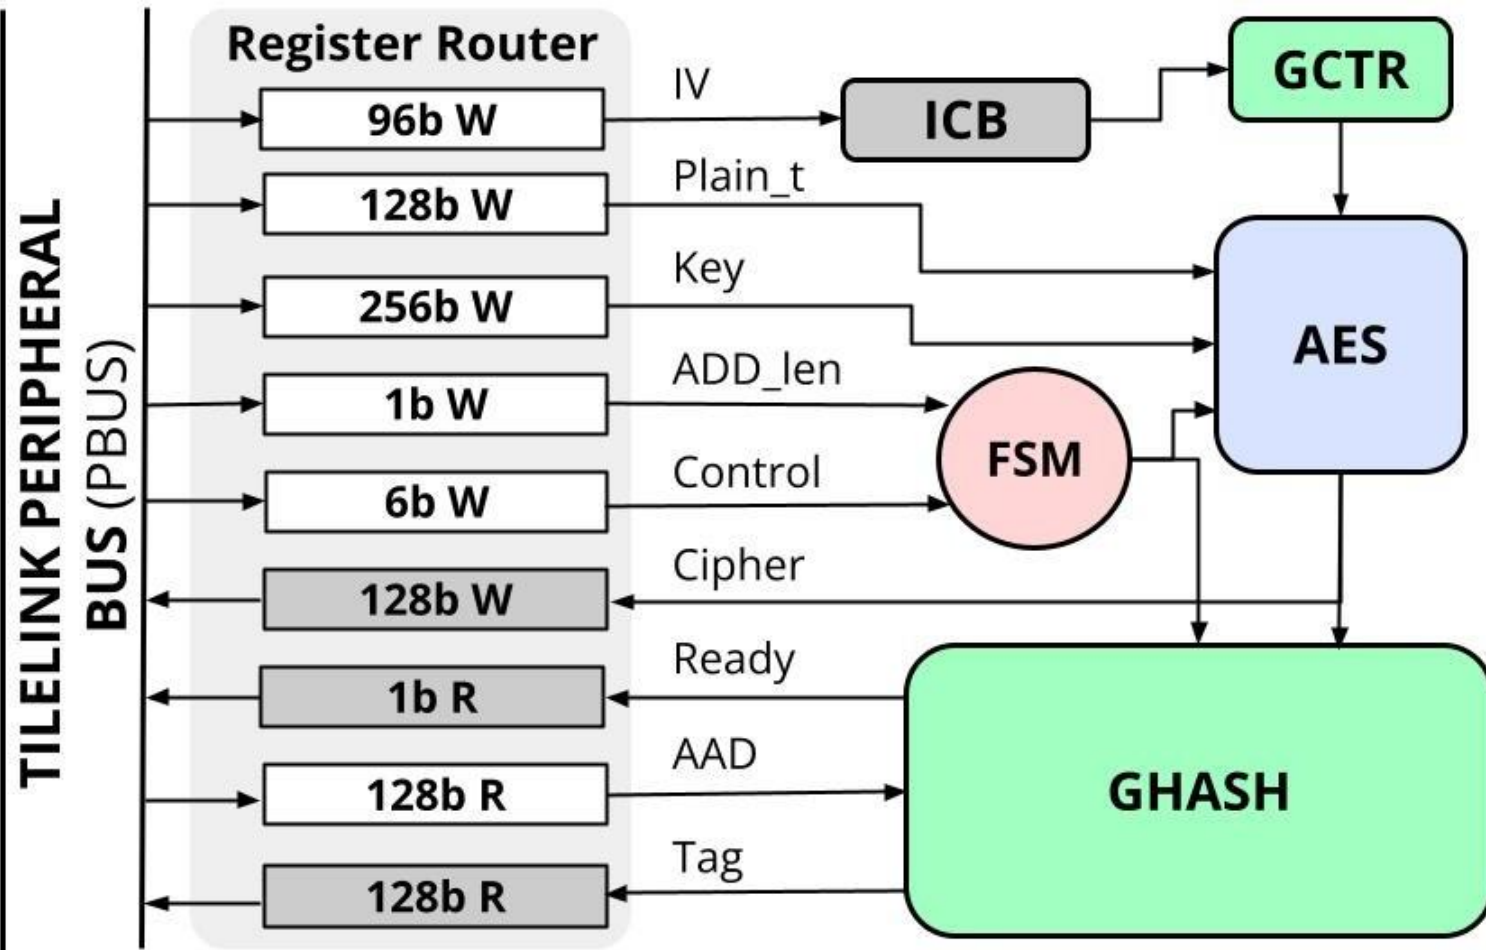 TILELINK PERIPHERAL
BUS (PBUS)
Register Router
96b W
IV
ICB
GCTR
128b W
Plain_t
256b W
Key
AES
1b W
ADD_len
FSM
6b W
Control
128b W
Cipher
1b R
Ready
128b R
AAD
GHASH
128b R
Tag